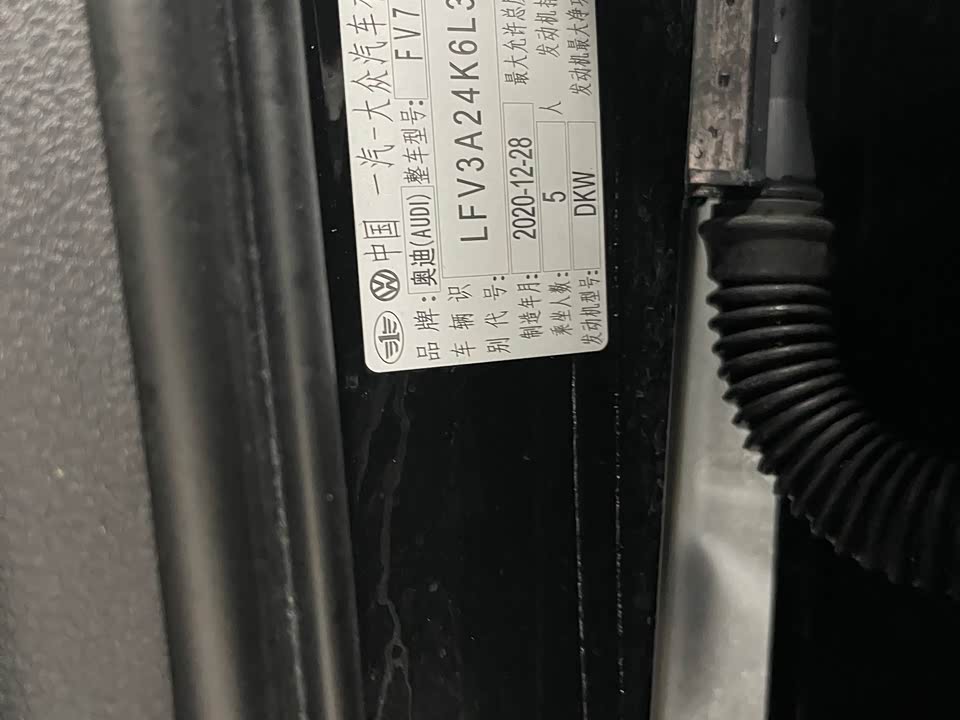 中国 一汽-大众汽车
品牌: 奥迪(AUDI) 整车型号: FV7
车辆识别代号: LFV3A24K6L3
制造年月: 2020-12-28 最大允许总
乘坐人数: 5 人 发动机
发动机型号: DKW 发动机最大净